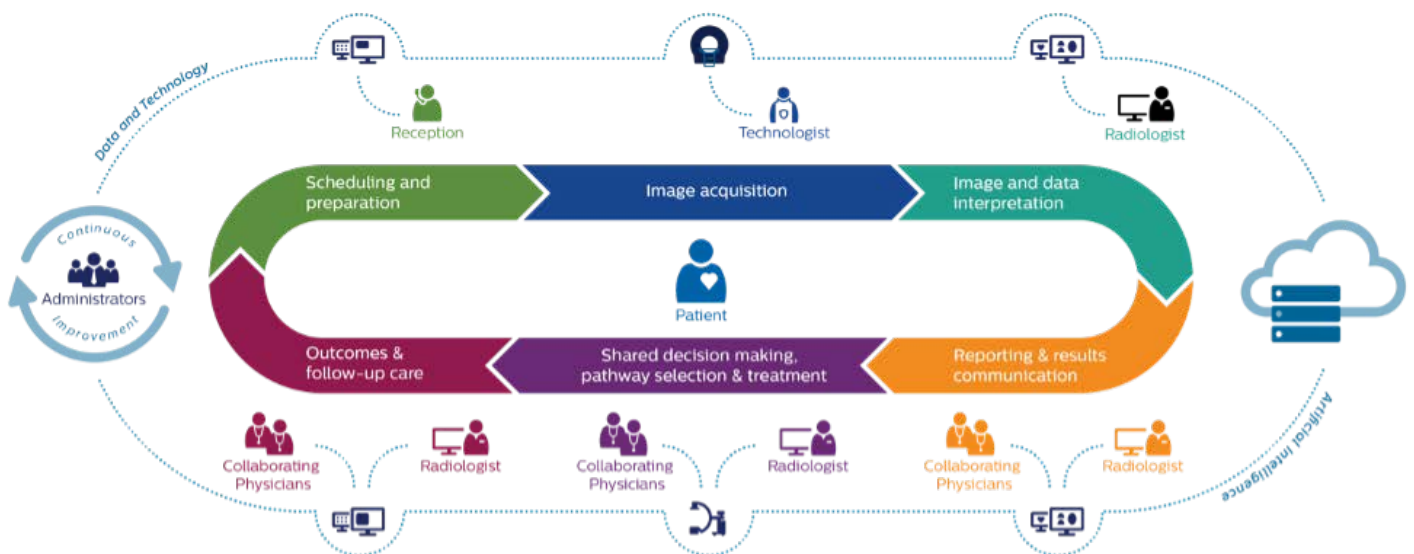 Data and Technology
Reception
Technologist
Radiologist
Scheduling and
preparation
Image acquisition
Image and data
interpretation
Continuous
Administrators
Improvement
Patient
Outcomes &
follow-up care
Shared decision making,
pathway selection & treatment
Reporting & results
communication
Collaborating
Physicians
Radiologist
Collaborating
Physicians
Radiologist
Collaborating
Physicians
Radiologist
Artificial Intelligence